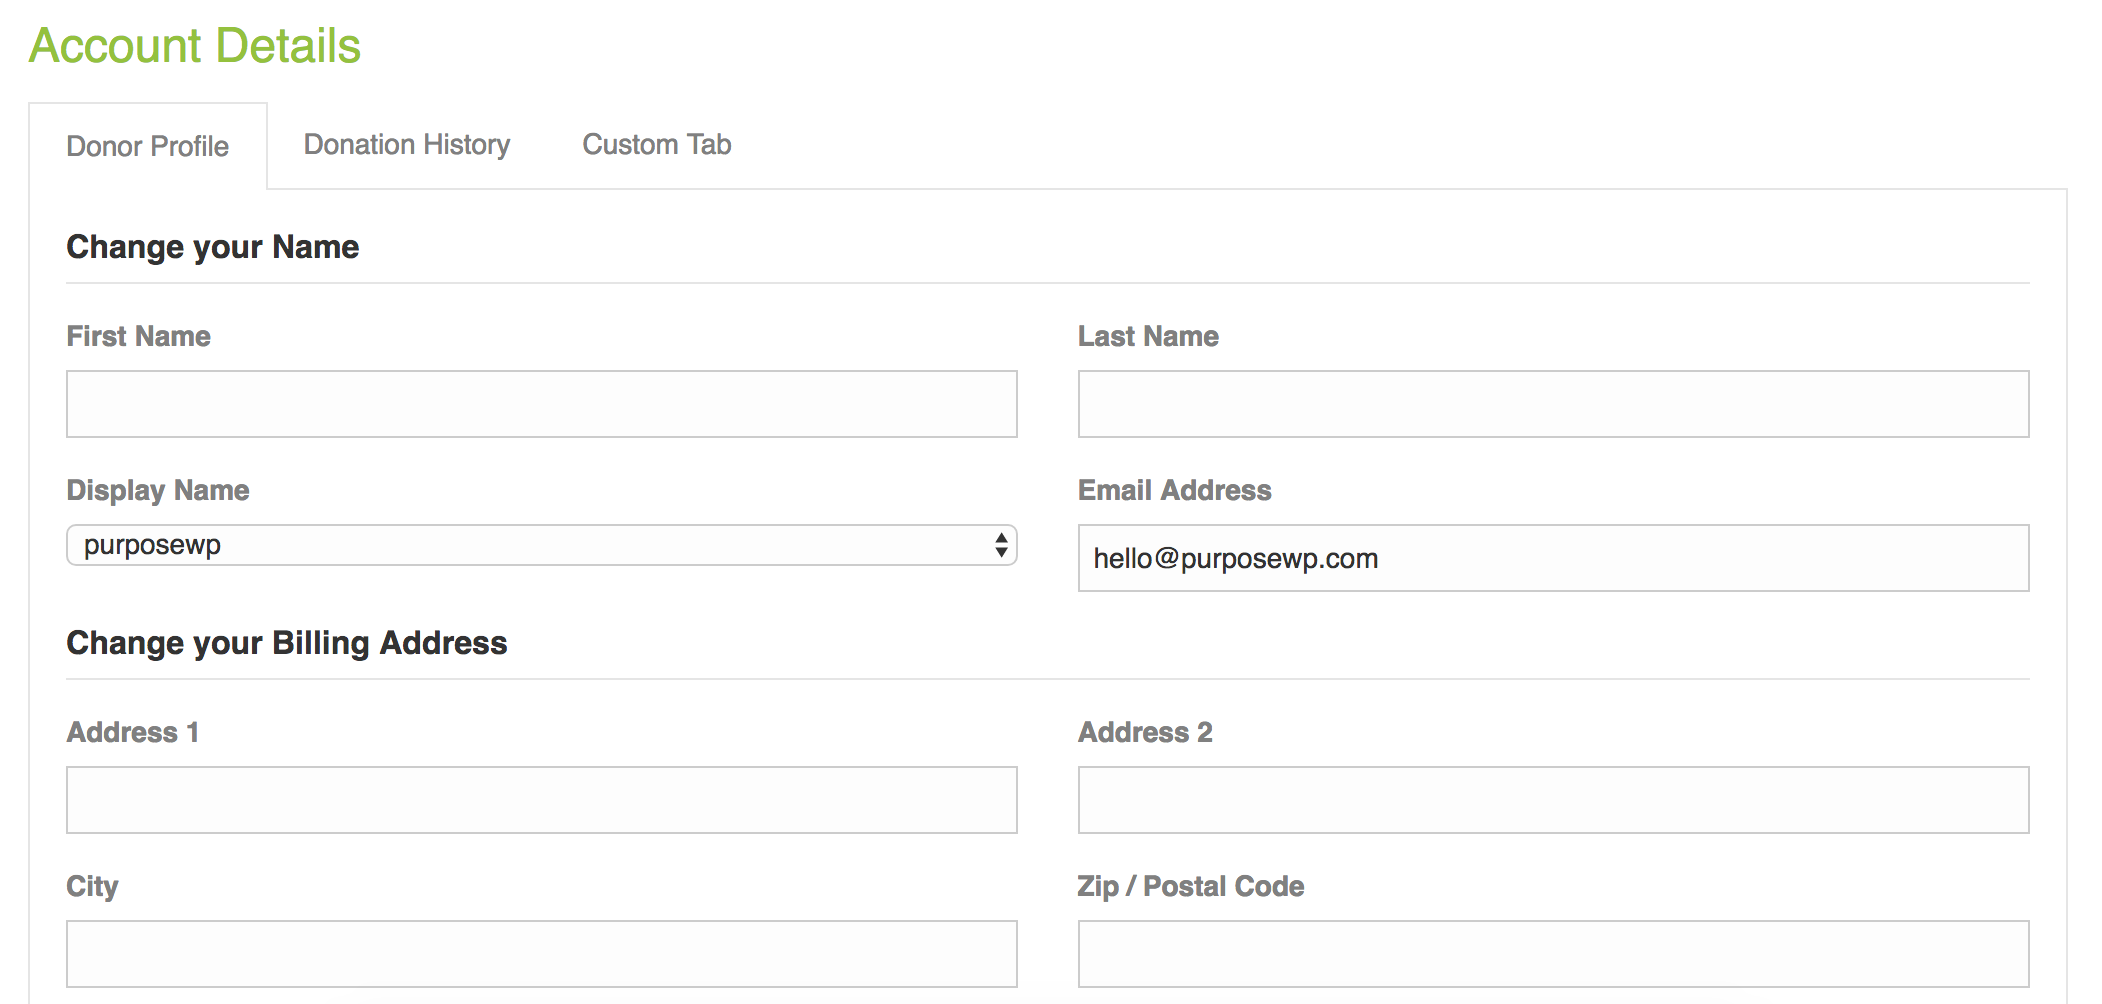 Account Details
Donor Profile Donation History Custom Tab
Change your Name
First Name Last Name
Display Name Email Address
purposewp hello@purposewp.com
Change your Billing Address
Address 1 Address 2
City Zip / Postal Code